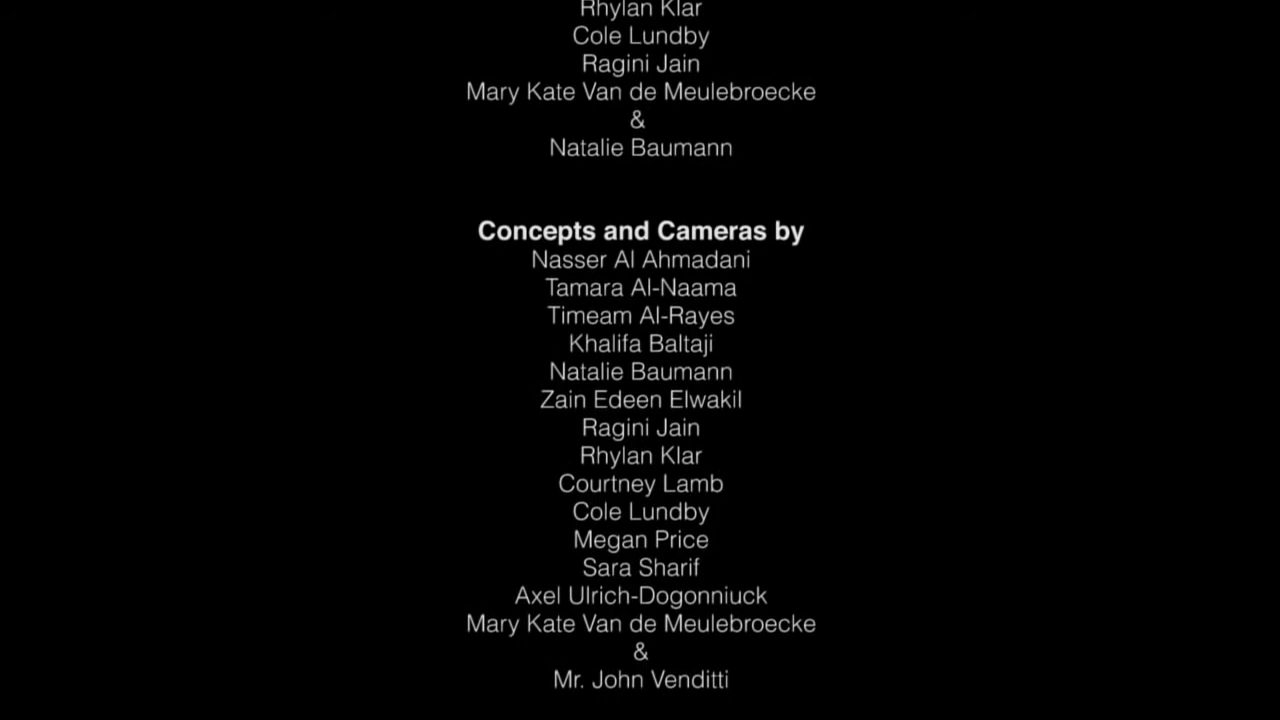 Rhylan Klar
Cole Lundby
Ragini Jain
Mary Kate Van de Meulebroecke
&
Natalie Baumann
Concepts and Cameras by
Nasser Al Ahmadani
Tamara Al-Naama
Timeam Al-Rayes
Khalifa Baltaji
Natalie Baumann
Zain Edeen Elwakil
Ragini Jain
Rhylan Klar
Courtney Lamb
Cole Lundby
Megan Price
Sara Sharif
Axel Ulrich-Dogonniuck
Mary Kate Van de Meulebroecke
&
Mr. John Venditti